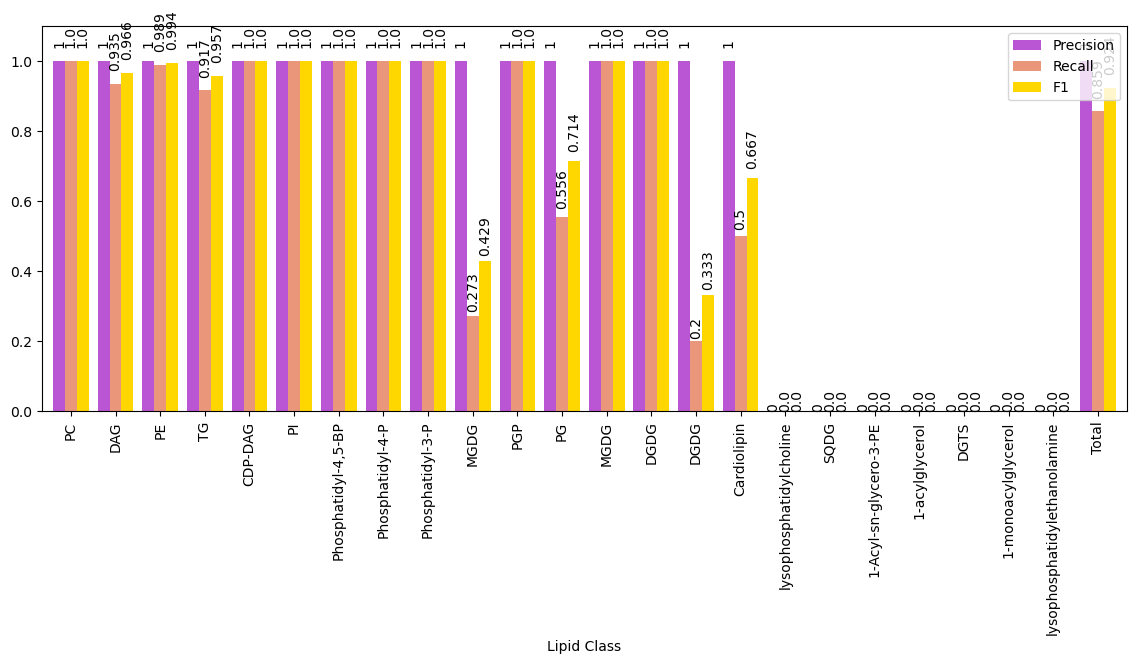 1 1.0 1.0 1 0.935 0.966 1 0.989 0.994 1 0.917 0.957 1 1.0 1.0 1 1.0 1.0 1 1.0 1.0 1 1.0 1.0 1 1.0 1.0 1 0.273 0.429 1 1.0 1.0 1 0.556 0.714 1 1.0 1.0 1 1.0 1.0 1 0.2 0.333 1 0.5 0.667 0 0.0 0.0 0 0.0 0.0 0 0.0 0.0 0 0.0 0.0 0 0.0 0.0 0 0.0 0.0 0 0.0 0.0 0.859
Precision
Recall
F1
1.0
0.8
0.6
0.4
0.2
0.0
PC
DAG
PE
TG
CDP-DAG
PI
Phosphatidyl-4,5-BP
Phosphatidyl-4-P
Phosphatidyl-3-P
MGDG
PGP
PG
MGDG
DGDG
DGDG
Cardiolipin
lysophosphatidylcholine
SQDG
1-Acyl-sn-glycero-3-PE
1-acylglycerol
DGTS
1-monoacylglycerol
lysophosphatidylethanolamine
Total
Lipid Class